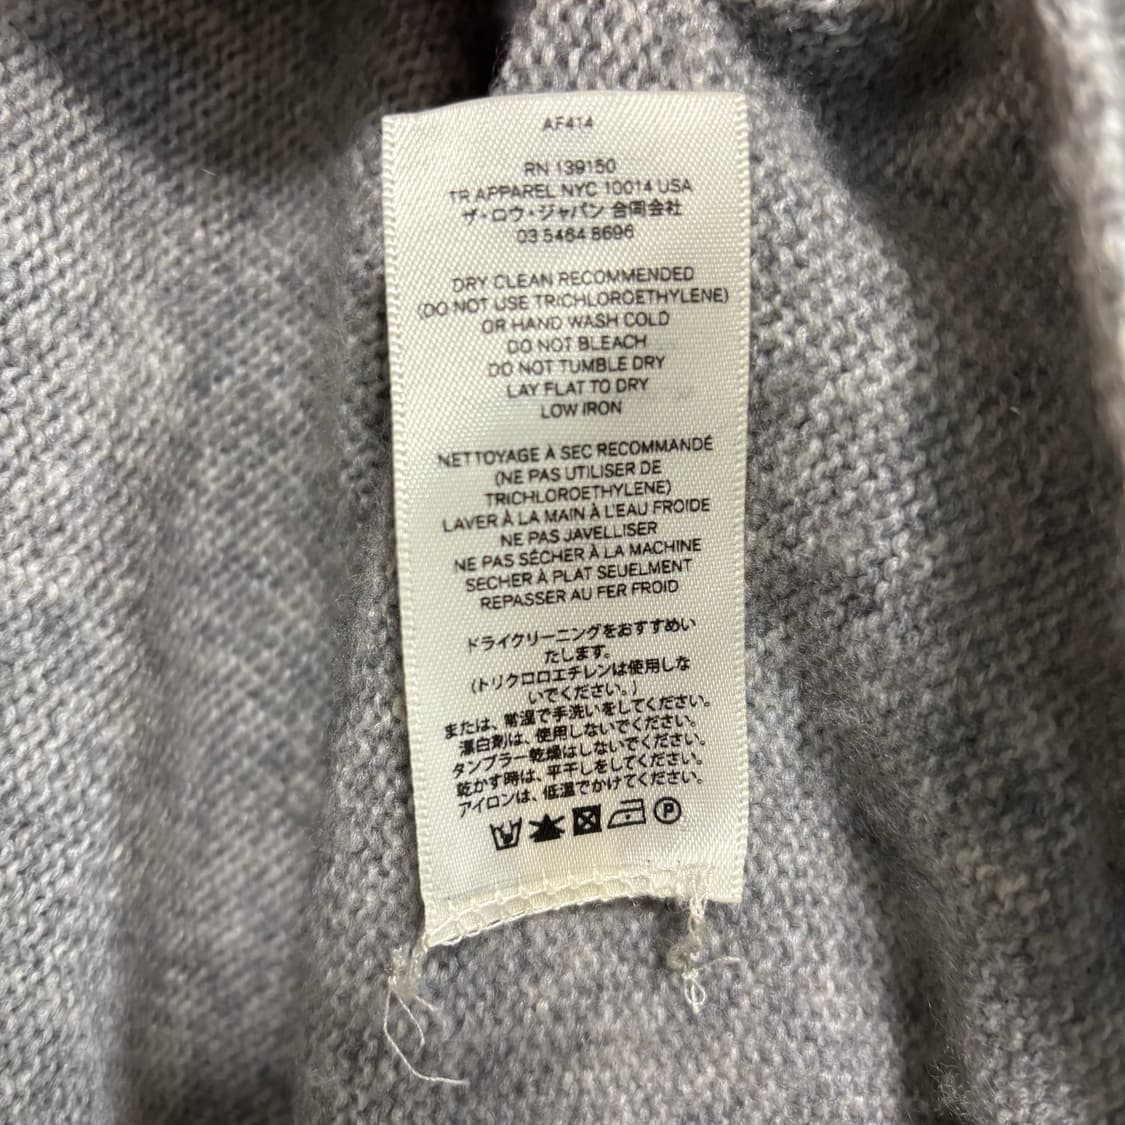 AF414
RN 139150
TR APPAREL NYC 10014 USA
ザ・ロウ・ジャパン 合同会社
03 5464 8696
DRY CLEAN RECOMMENDED
(DO NOT USE TRICHLOROETHYLENE)
OR HAND WASH COLD
DO NOT BLEACH
DO NOT TUMBLE DRY
LAY FLAT TO DRY
LOW IRON
NETTOYAGE À SEC RECOMMANDÉ
(NE PAS UTILISER DE
TRICHLOROETHYLENE)
LAVER À LA MAIN À L'EAU FROIDE
NE PAS JAVELLISER
NE PAS SÉCHER À LA MACHINE
SECHER À PLAT SEUELMENT
REPASSER AU FER FROID
ドライクリーニングをおすすめい
たします。
(トリクロロエチレンは使用しな
いでください。)
または、常温で手洗いをしてください。
漂白剤は、使用しないでください。
タンブラー乾燥はしないでください。
乾かす時は、平干しをしてください。
アイロンは、低温でかけてください。
P